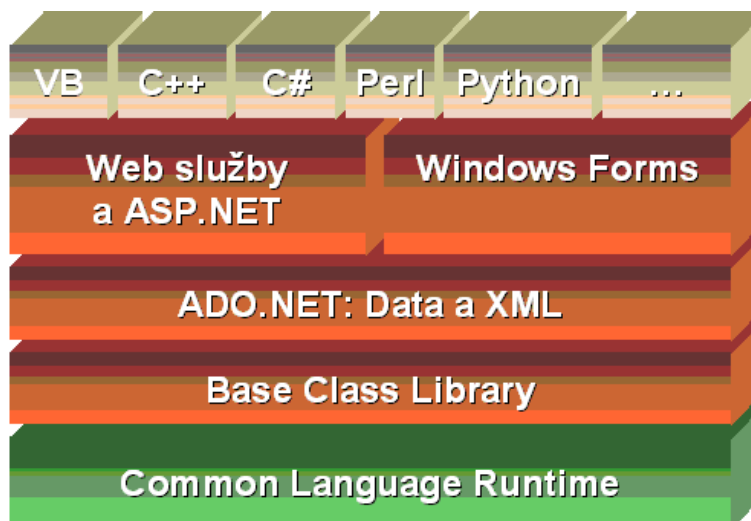 VB C++ C# Perl Python ...
Web služby Windows Forms
a ASP.NET
ADO.NET: Data a XML
Base Class Library
Common Language Runtime